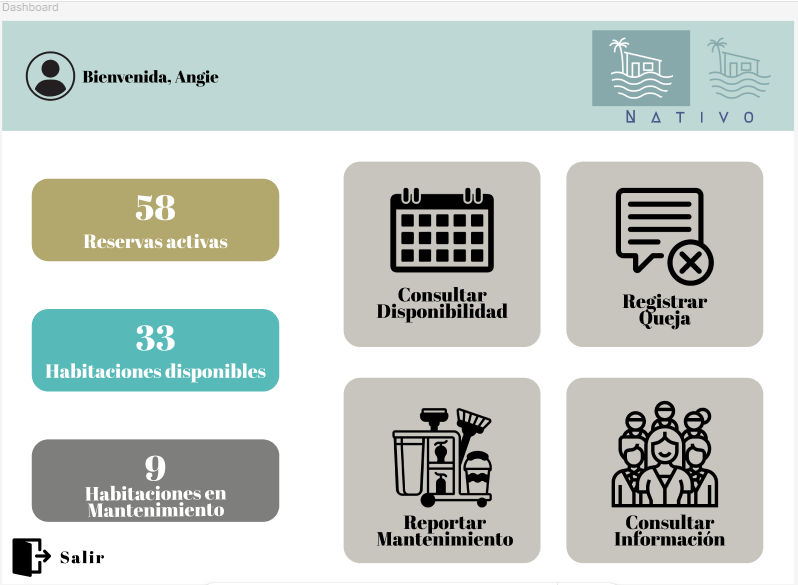 Dashboard
Bienvenida, Angie
NATIVO
58
Reservas activas
33
Habitaciones disponibles
9
Habitaciones en
Mantenimiento
Salir
Consultar
Disponibilidad
Registrar
Queja
Reportar
Mantenimiento
Consultar
Información